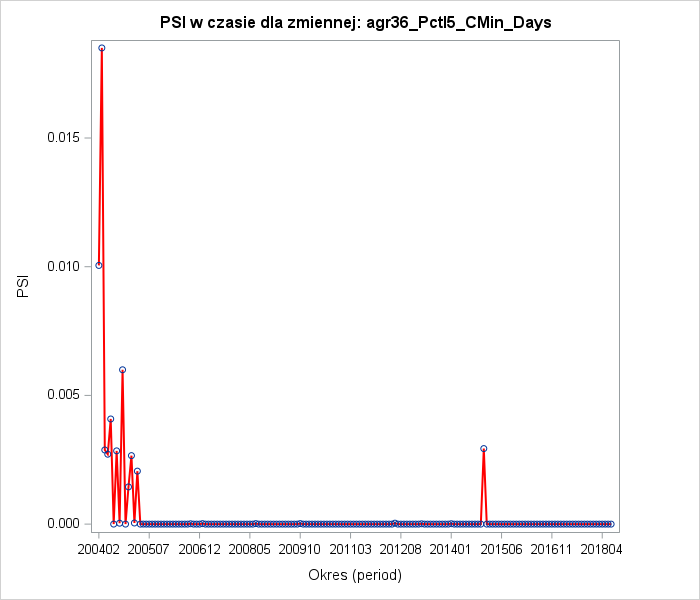 PSI w czasie dla zmiennej: agr36_Pctl5_CMin_Days
0.015
0.010
0.005
0.000
PSI
200402 200507 200612 200805 200910 201103 201208 201401 201506 201611 201804
Okres (period)